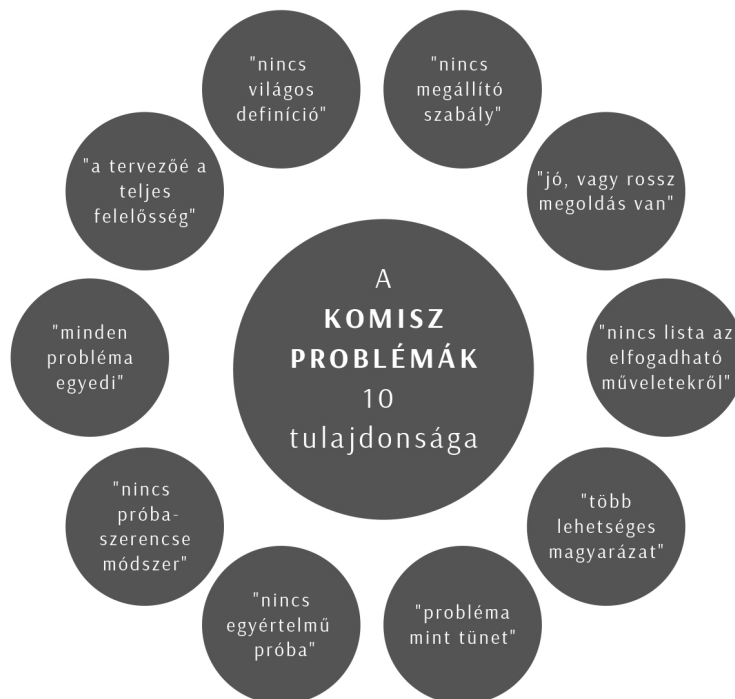 "nincs
világos
definíció"
"nincs
megállító
szabály"
"a tervezőé a
teljes
felelősség"
"jó, vagy rossz
megoldás van"
A
KOMISZ
PROBLÉMÁK
10
tulajdonsága
"minden
probléma
egyedi"
"nincs lista az
elfogadható
műveletekről"
"nincs
próba-
szerencse
módszer"
"több
lehetséges
magyarázat"
"nincs
egyértelmű
próba"
"probléma
mint tünet"